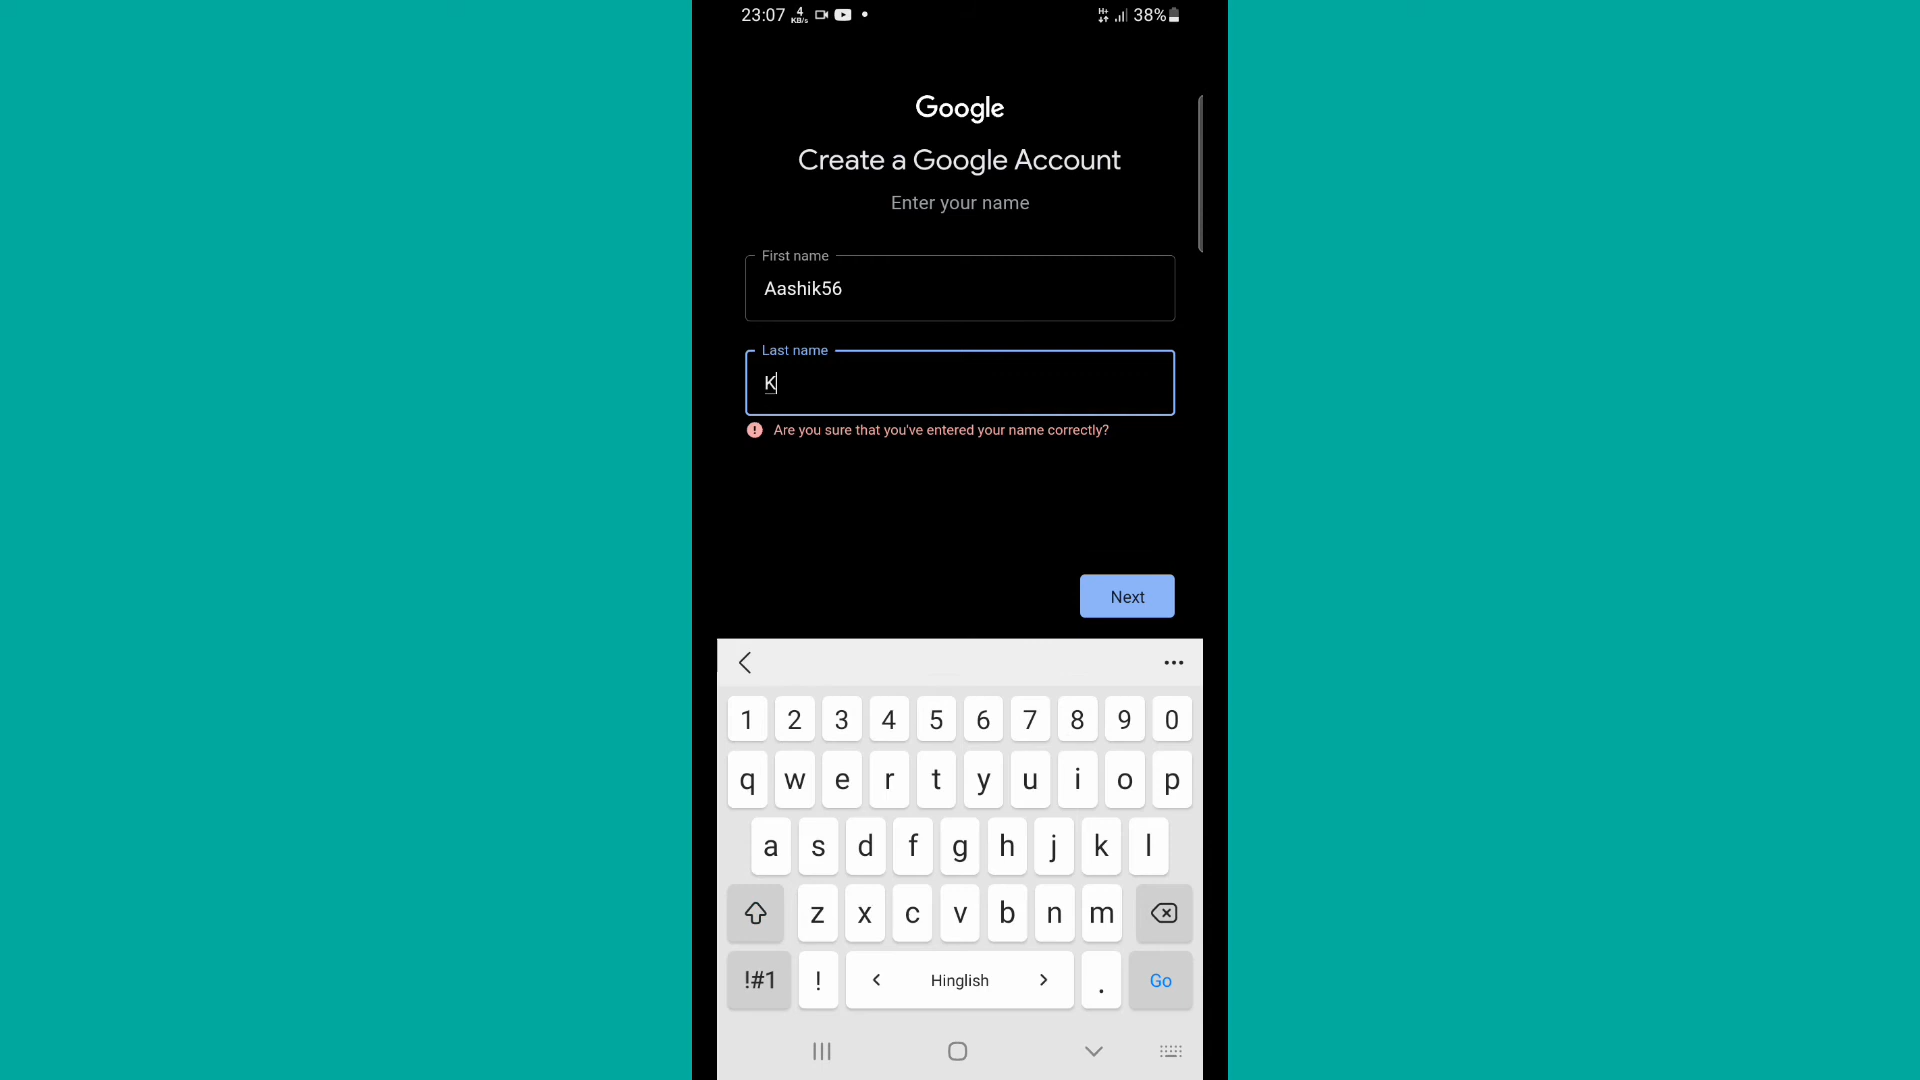 23:07 4 KB/s H+ 38%
Google
Create a Google Account
Enter your name
First name
Aashik56
Last name
K
Are you sure that you've entered your name correctly?
Next
1 2 3 4 5 6 7 8 9 0
q w e r t y u i o p
a s d f g h j k l
z x c v b n m
!#1 ! < Hinglish > . Go